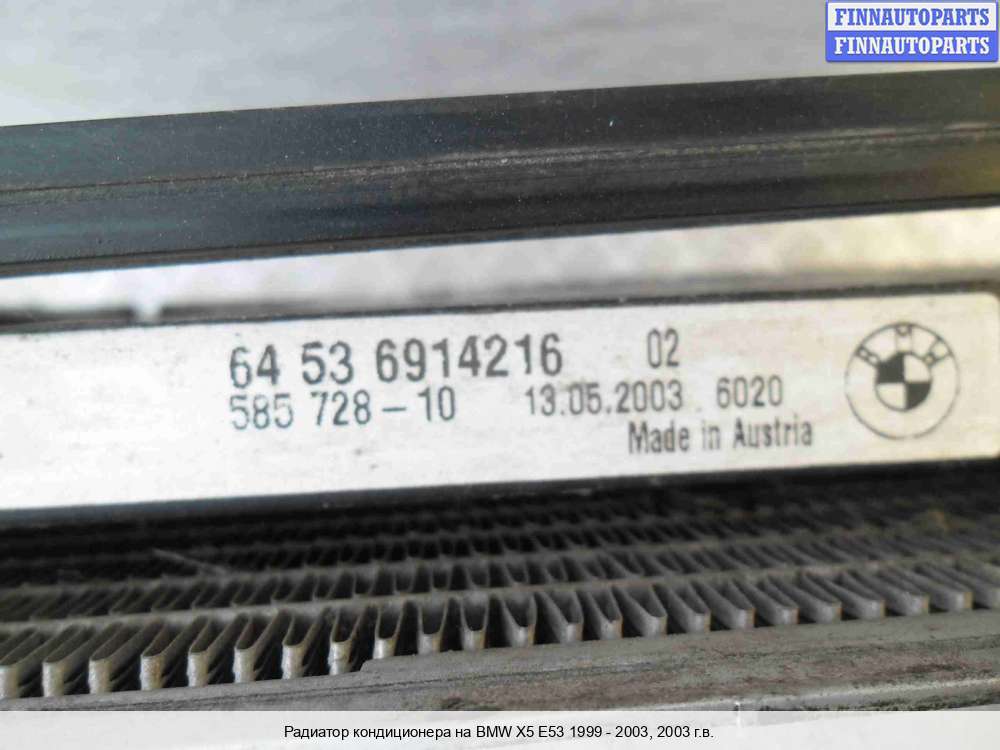 FINNAUTOPARTS
FINNAUTOPARTS
64 53 6914216 02
585 728-10 13.05.2003 6020
Made in Austria
BMW
Радиатор кондиционера на BMW X5 E53 1999 - 2003, 2003 г.в.